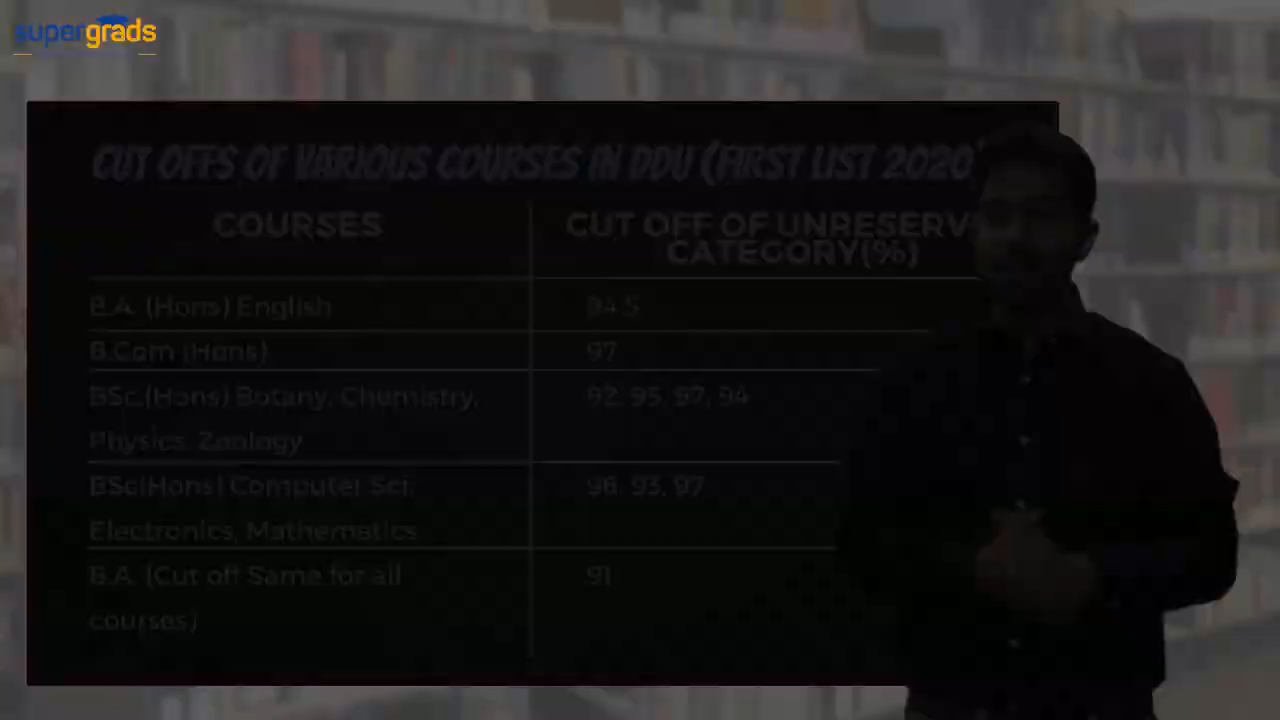 supergrads
CUT OFFS OF VARIOUS COURSES IN DDU (FIRST LIST 2020
COURSES
CUT OFF OF UNRESERV
CATEGORY(%)
B.A. (Hons) English
94.5
B.Com (Hons)
97
BSc.(Hons) Botany, Chemistry,
Physics, Zoology
92, 95, 97, 94
BSc(Hons) Computer Sci.
Electronics, Mathematics
96, 93, 97
B.A. (Cut off Same for all
courses)
91